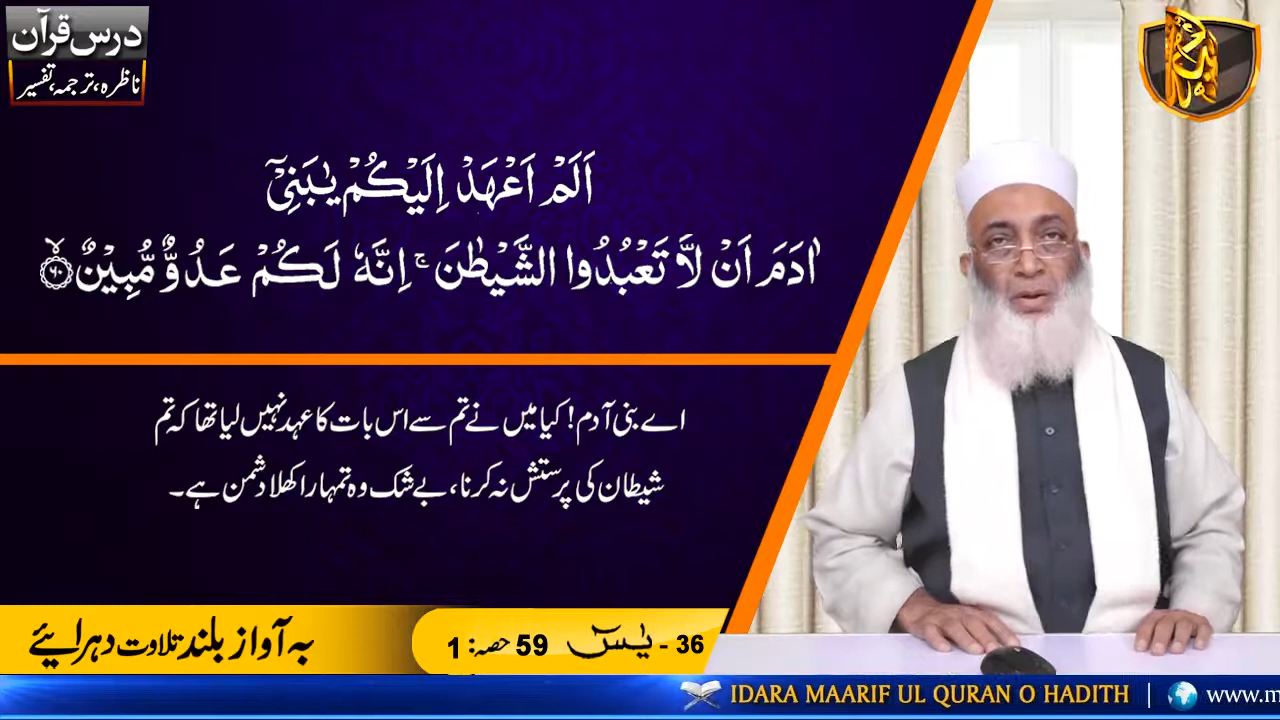 درس قرآن
ناظرہ، ترجمہ، تفسیر
اَلَمْ اَعْهَدْ اِلَيْكُمْ يٰبَنِيْٓ
اٰدَمَ اَنْ لَّا تَعْبُدُوا الشَّيْطٰنَ ۚ اِنَّهٗ لَكُمْ عَدُوٌّ مُّبِيْنٌ ۙ۝۶۰
اے بنی آدم! کیا میں نے تم سے اس بات کا عہد نہیں لیا تھا کہ تم
شیطان کی پرستش نہ کرنا، بے شک وہ تمہارا کھلا دشمن ہے۔
36 - يٰسٓ 59 حصہ: 1
بہ آواز بلند تلاوت دہرائیے
IDARA MAARIF UL QURAN O HADITH | www.m